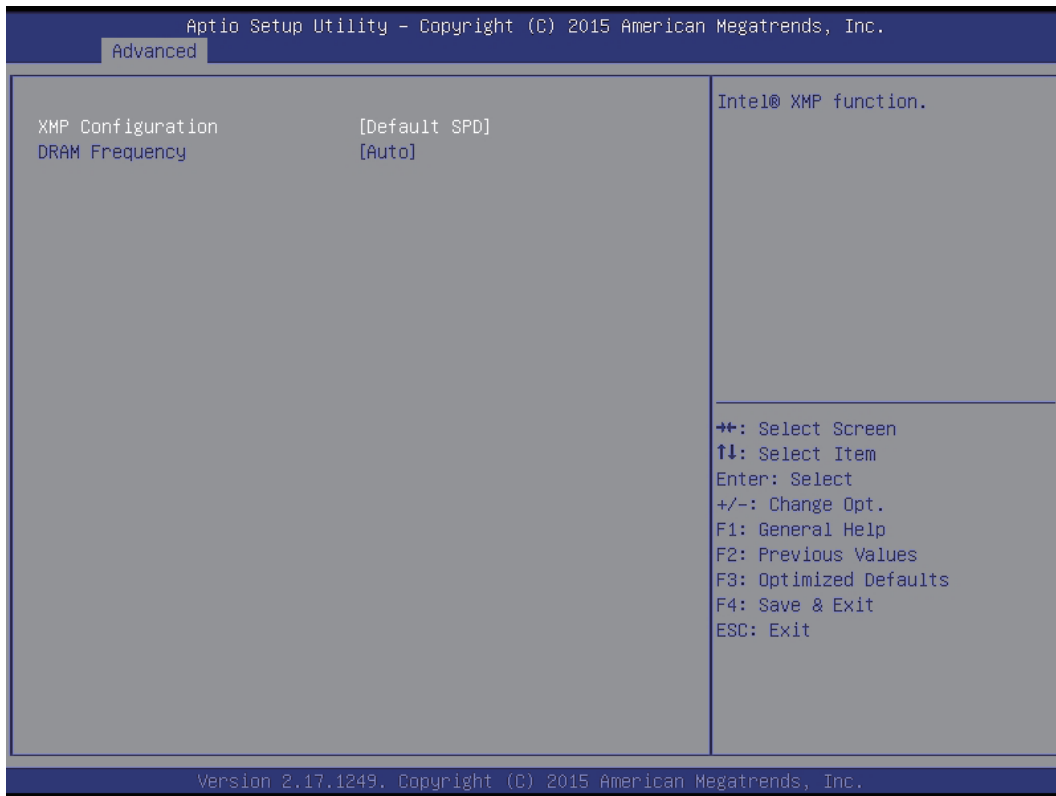 Aptio Setup Utility – Copyright (C) 2015 American Megatrends, Inc.
Advanced
XMP Configuration [Default SPD]
DRAM Frequency [Auto]
Intel® XMP function.
→←: Select Screen
↑↓: Select Item
Enter: Select
+/-: Change Opt.
F1: General Help
F2: Previous Values
F3: Optimized Defaults
F4: Save & Exit
ESC: Exit
Version 2.17.1249. Copyright (C) 2015 American Megatrends, Inc.